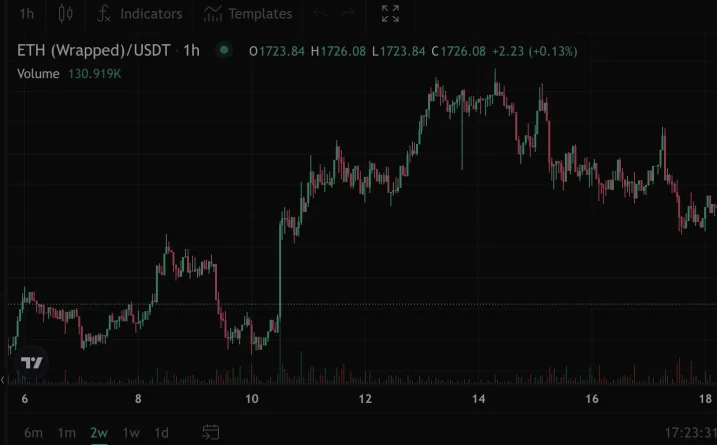 1h Indicators Templates
ETH (Wrapped)/USDT · 1h O1723.84 H1726.08 L1723.84 C1726.08 +2.23 (+0.13%)
Volume 130.919K
6 8 10 12 14 16 18
6m 1m 2w 1w 1d 17:23:31